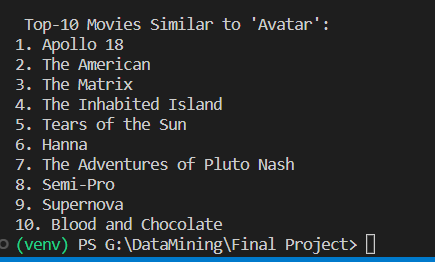 Top-10 Movies Similar to 'Avatar':
1. Apollo 18
2. The American
3. The Matrix
4. The Inhabited Island
5. Tears of the Sun
6. Hanna
7. The Adventures of Pluto Nash
8. Semi-Pro
9. Supernova
10. Blood and Chocolate
(venv) PS G:\DataMining\Final Project>